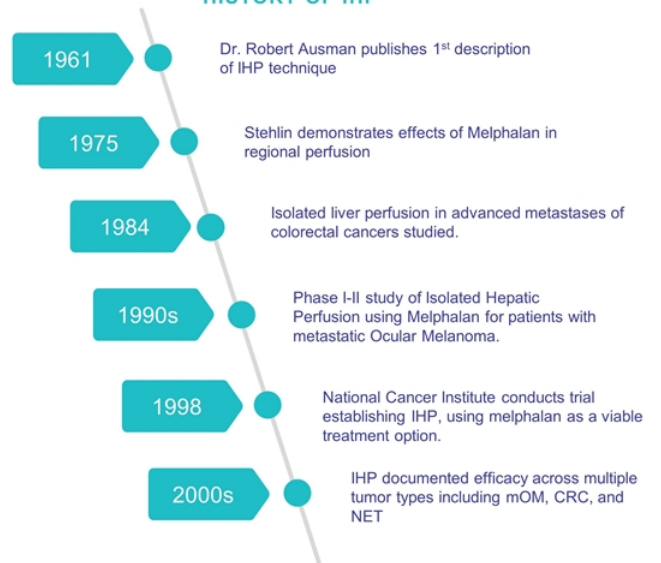 HISTORY OF IHP
1961
Dr. Robert Ausman publishes 1st description
of IHP technique
1975
Stehlin demonstrates effects of Melphalan in
regional perfusion
1984
Isolated liver perfusion in advanced metastases of
colorectal cancers studied.
1990s
Phase I-II study of Isolated Hepatic
Perfusion using Melphalan for patients with
metastatic Ocular Melanoma.
1998
National Cancer Institute conducts trial
establishing IHP, using melphalan as a viable
treatment option.
2000s
IHP documented efficacy across multiple
tumor types including mOM, CRC, and
NET